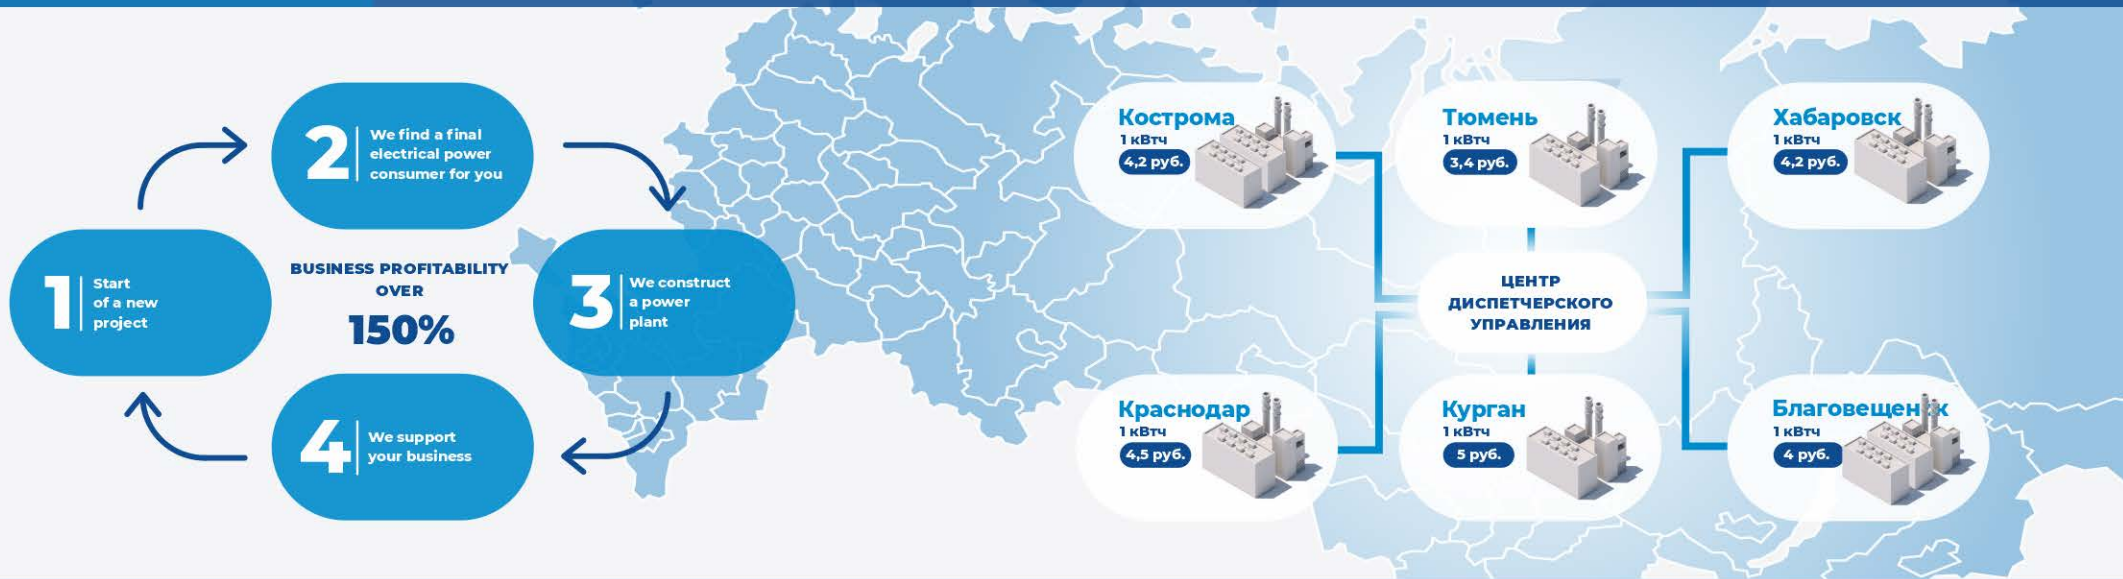 1
Start
of a new
project
2
We find a final
electrical power
consumer for you
BUSINESS PROFITABILITY
OVER
150%
3
We construct
a power
plant
4
We support
your business
Кострома
1 кВтч
4,2 руб.
Тюмень
1 кВтч
3,4 руб.
Хабаровск
1 кВтч
4,2 руб.
ЦЕНТР
ДИСПЕТЧЕРСКОГО
УПРАВЛЕНИЯ
Краснодар
1 кВтч
4,5 руб.
Курган
1 кВтч
5 руб.
Благовещенск
1 кВтч
4 руб.